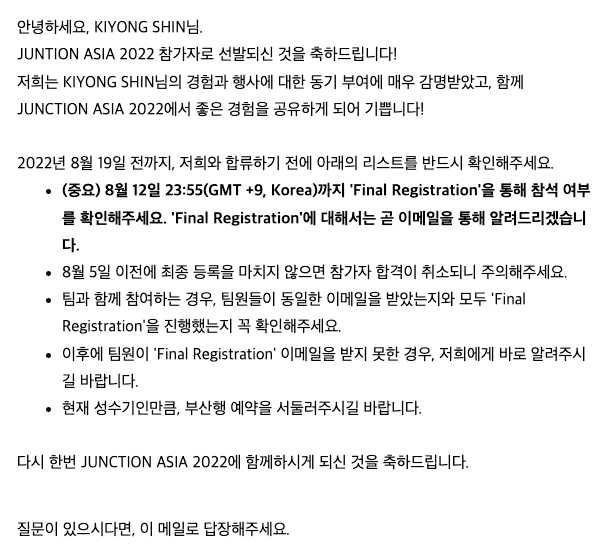 안녕하세요, KIYONG SHIN님.
JUNTION ASIA 2022 참가자로 선발되신 것을 축하드립니다!
저희는 KIYONG SHIN님의 경험과 행사에 대한 동기 부여에 매우 감명받았고, 함께
JUNCTION ASIA 2022에서 좋은 경험을 공유하게 되어 기쁩니다!
2022년 8월 19일 전까지, 저희와 합류하기 전에 아래의 리스트를 반드시 확인해주세요.
• (중요) 8월 12일 23:55(GMT +9, Korea)까지 'Final Registration'을 통해 참석 여부
를 확인해주세요. 'Final Registration'에 대해서는 곧 이메일을 통해 알려드리겠습니
다.
• 8월 5일 이전에 최종 등록을 마치지 않으면 참가자 합격이 취소되니 주의해주세요.
• 팀과 함께 참여하는 경우, 팀원들이 동일한 이메일을 받았는지와 모두 'Final
Registration'을 진행했는지 꼭 확인해주세요.
• 이후에 팀원이 'Final Registration' 이메일을 받지 못한 경우, 저희에게 바로 알려주시
길 바랍니다.
• 현재 성수기인만큼, 부산행 예약을 서둘러주시길 바랍니다.
다시 한번 JUNCTION ASIA 2022에 함께하시게 되신 것을 축하드립니다.
질문이 있으시다면, 이 메일로 답장해주세요.